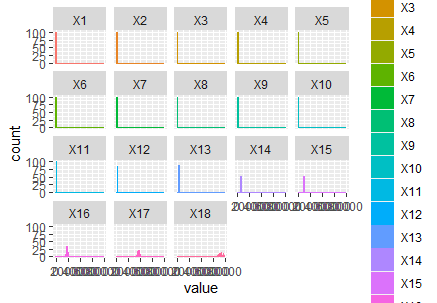 X1 X2 X3 X4 X5
100
75
50
25
0
X6 X7 X8 X9 X10
100
75
50
25
0
X11 X12 X13 X14 X15
100
75
50
25
0
X16 X17 X18
100
75
50
25
0
count
value
X3
X4
X5
X6
X7
X8
X9
X10
X11
X12
X13
X14
X15